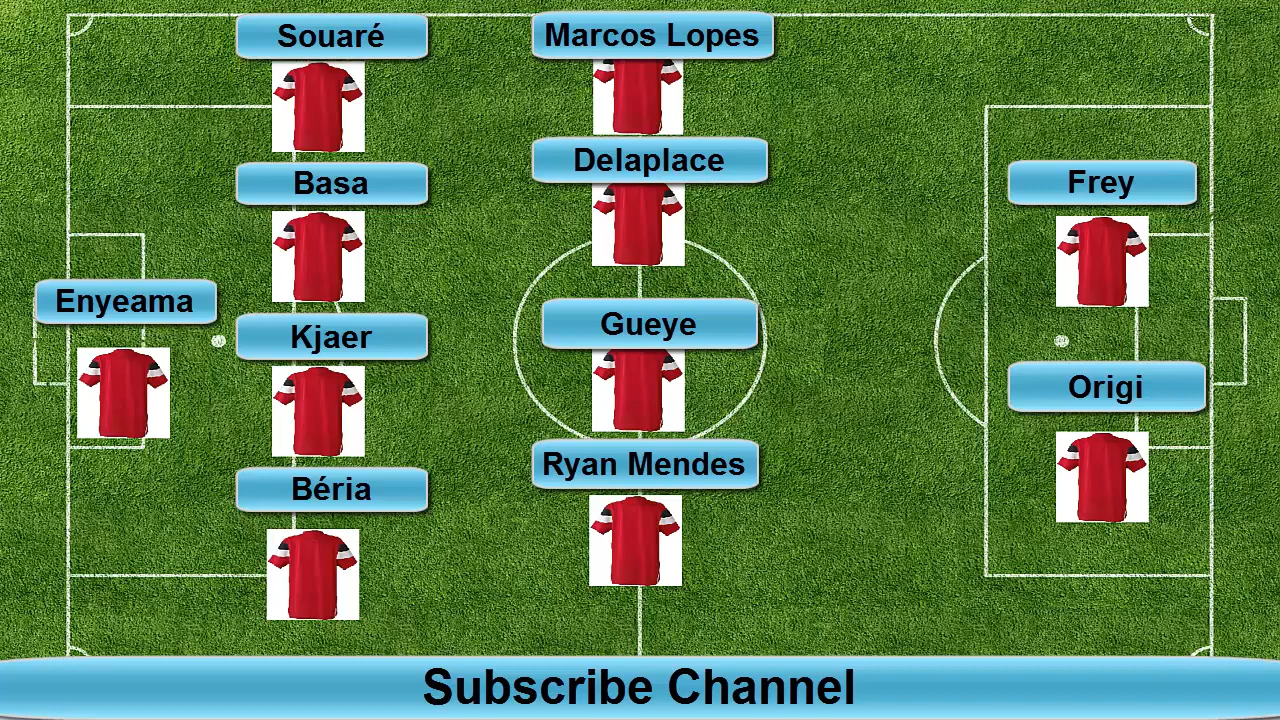 Souaré
Marcos Lopes
Basa
Delaplace
Frey
Enyeama
Kjaer
Gueye
Origi
Béria
Ryan Mendes
Subscribe Channel